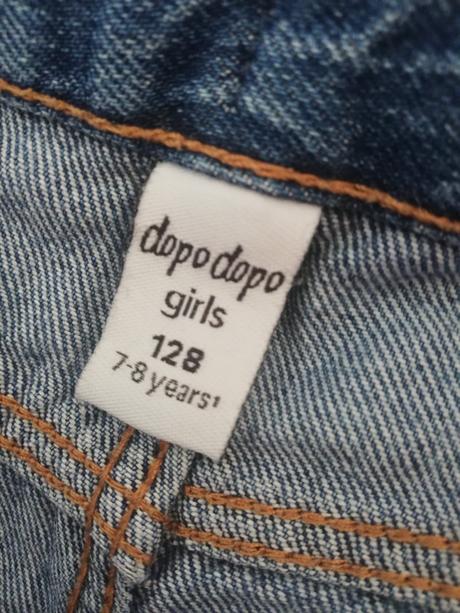 dopodopo
girls
128
7-8 years¹